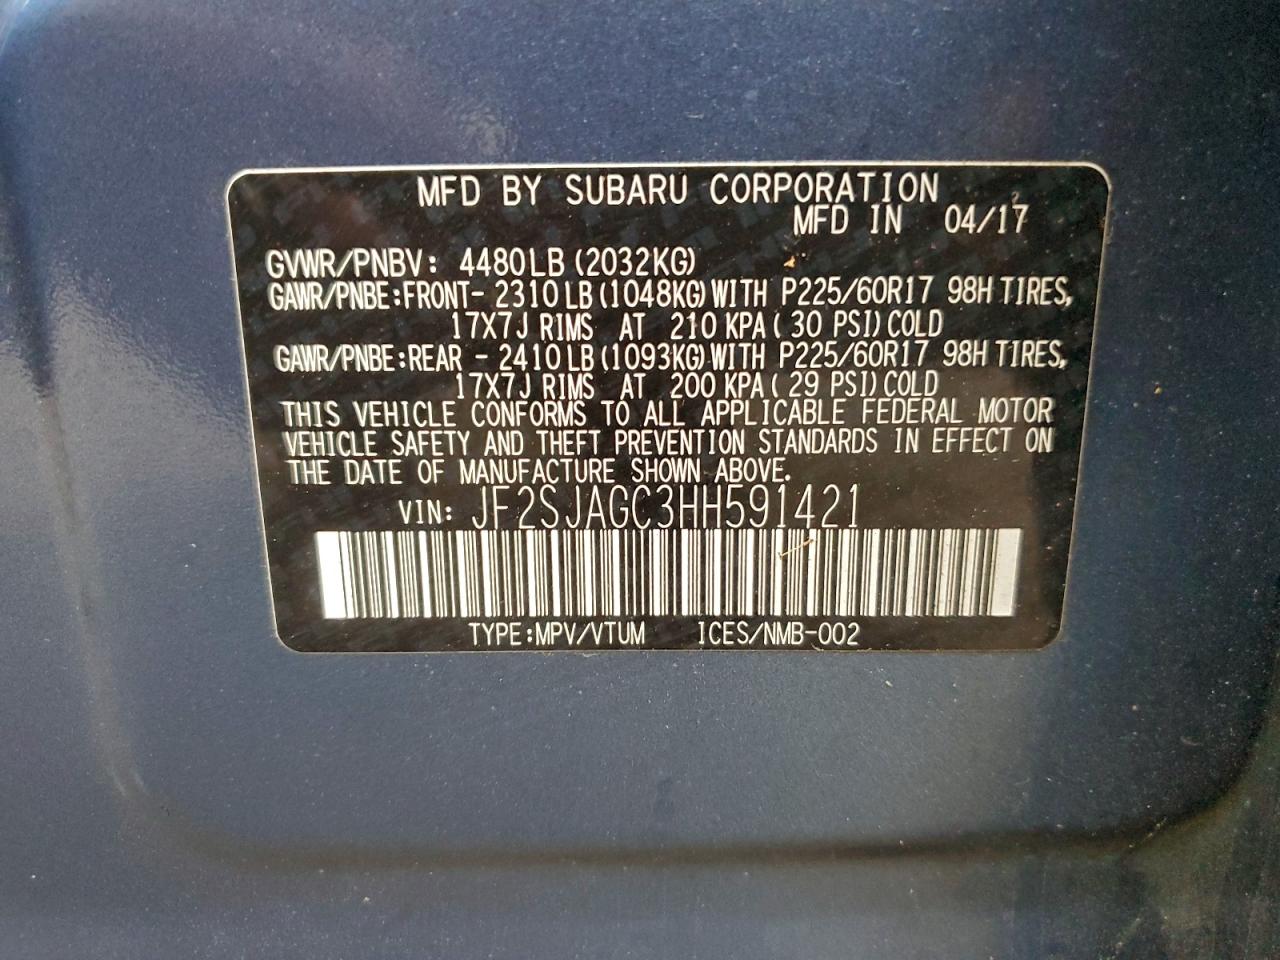 MFD BY SUBARU CORPORATION
MFD IN 04/17
GVWR/PNBV: 4480LB (2032KG)
GAWR/PNBE:FRONT- 2310LB(1048KG)WITH P225/60R17 98H TIRES,
17X7J RIMS AT 210 KPA( 30 PSI)COLD
GAWR/PNBE:REAR - 2410LB(1093KG)WITH P225/60R17 98H TIRES,
17X7J RIMS AT 200 KPA( 29 PSI)COLD
THIS VEHICLE CONFORMS TO ALL APPLICABLE FEDERAL MOTOR
VEHICLE SAFETY AND THEFT PREVENTION STANDARDS IN EFFECT ON
THE DATE OF MANUFACTURE SHOWN ABOVE.
VIN: JF2SJAGC3HH591421
TYPE:MPV/VTUM ICES/NMB-002